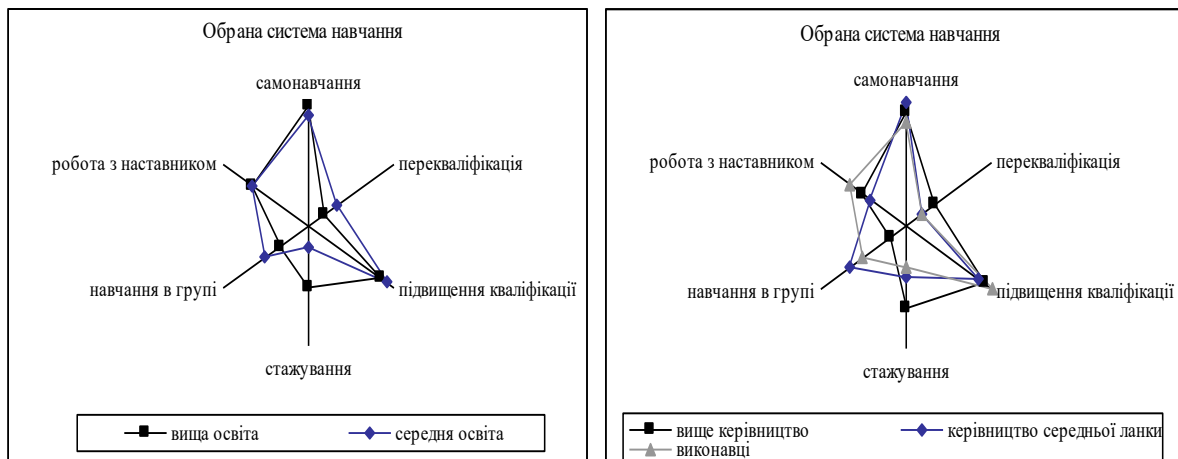 Обрана система навчання
самонавчання
перекваліфікація
підвищення кваліфікації
стажування
навчання в групі
робота з наставником
вища освіта
середня освіта
Обрана система навчання
самонавчання
перекваліфікація
підвищення кваліфікації
стажування
навчання в групі
робота з наставником
вище керівництво
керівництво середньої ланки
виконавці